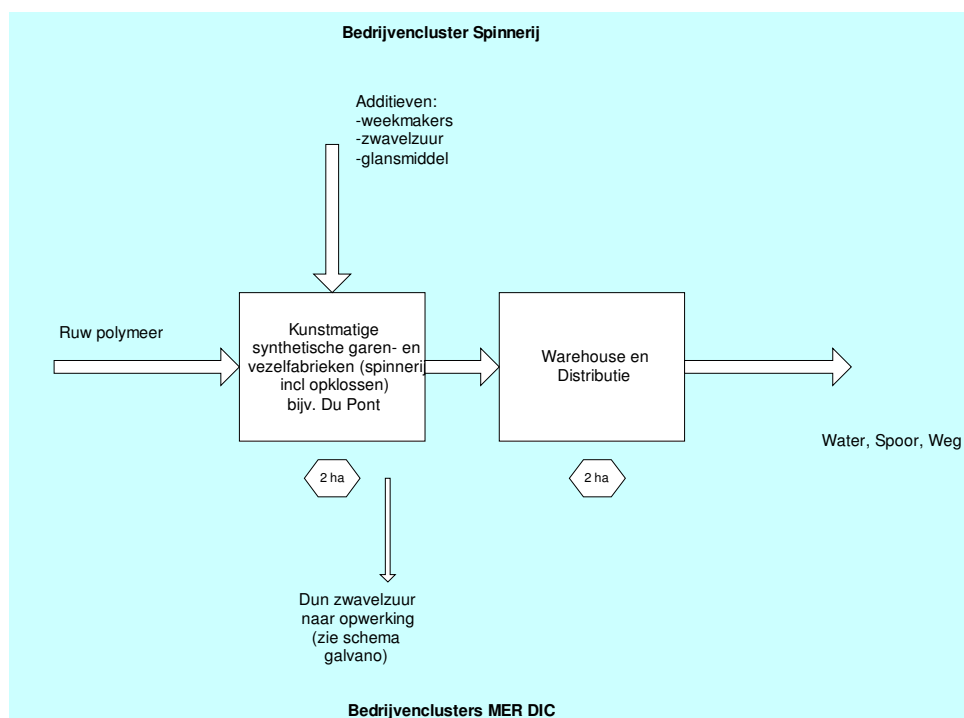 Bedrijvencluster Spinnerij
Additieven:
-weekmakers
-zwavelzuur
-glansmiddel
Ruw polymeer
Kunstmatige
synthetische garen- en
vezelfabrieken (spinnerij
incl opklossen)
bijv. Du Pont
Warehouse en
Distributie
Water, Spoor, Weg
2 ha
2 ha
Dun zwavelzuur
naar opwerking
(zie schema
galvano)
Bedrijvenclusters MER DIC